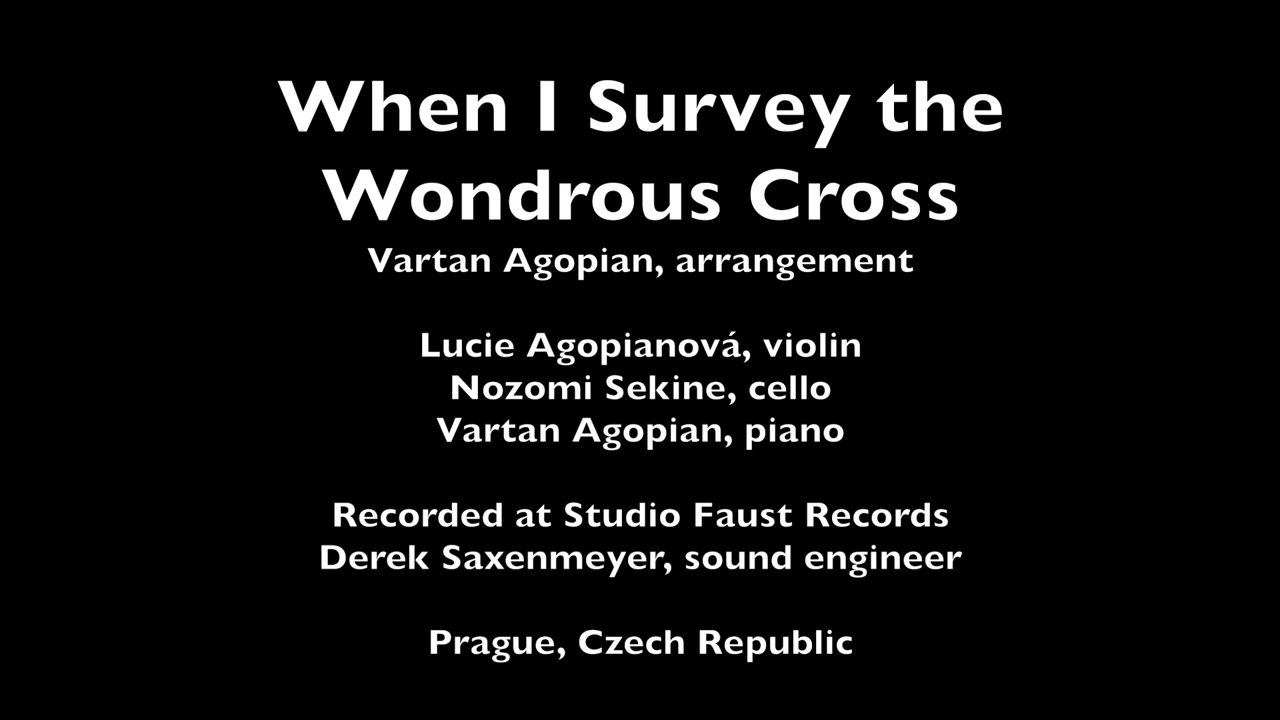 When I Survey the
Wondrous Cross
Vartan Agopian, arrangement
Lucie Agopianová, violin
Nozomi Sekine, cello
Vartan Agopian, piano
Recorded at Studio Faust Records
Derek Saxenmeyer, sound engineer
Prague, Czech Republic